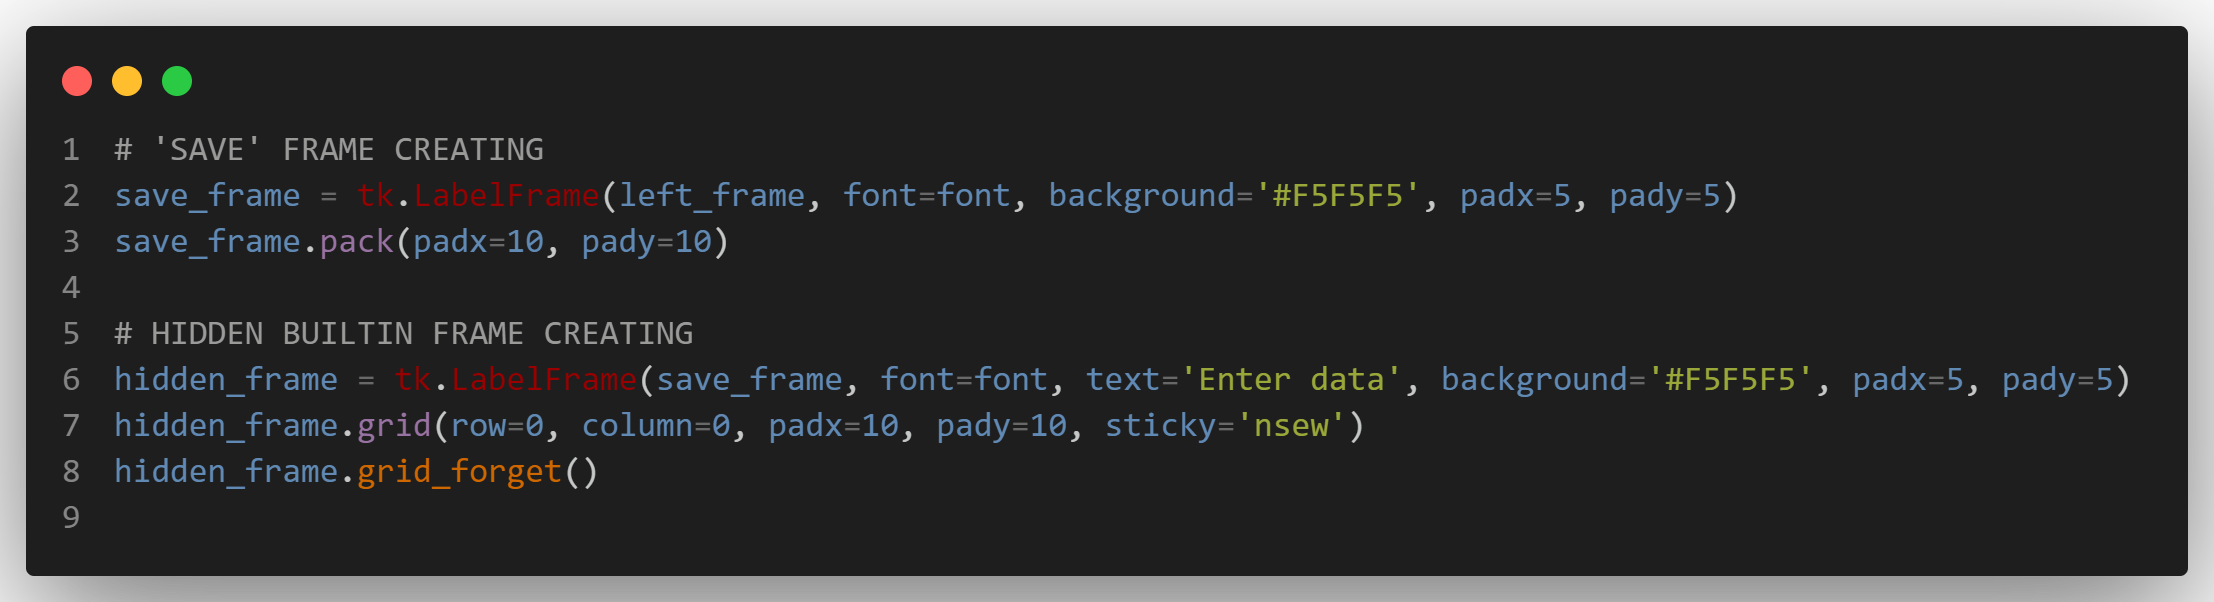 1 # 'SAVE' FRAME CREATING
2 save_frame = tk.LabelFrame(left_frame, font=font, background='#F5F5F5', padx=5, pady=5)
3 save_frame.pack(padx=10, pady=10)
4
5 # HIDDEN BUILTIN FRAME CREATING
6 hidden_frame = tk.LabelFrame(save_frame, font=font, text='Enter data', background='#F5F5F5', padx=5, pady=5)
7 hidden_frame.grid(row=0, column=0, padx=10, pady=10, sticky='nsew')
8 hidden_frame.grid_forget()
9